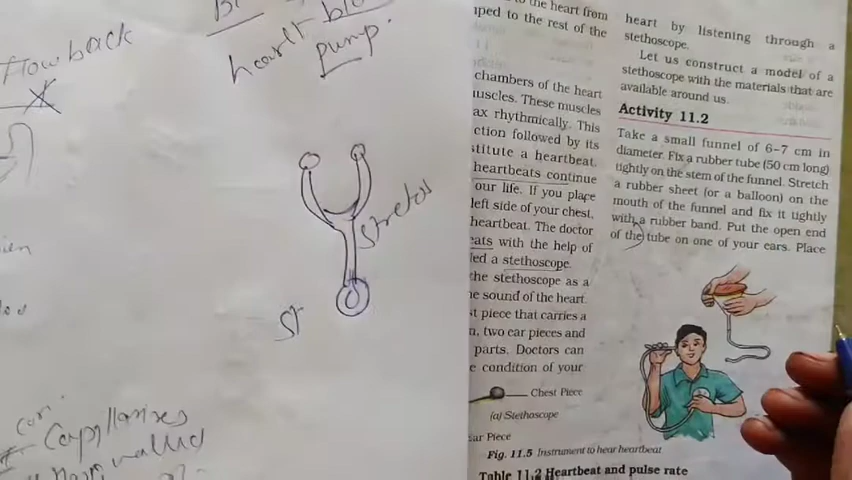 Flow back
heart
pump.
stretos
st
Capillarises
to the heart from
ped to the rest of the
chambers of the heart
uscles. These muscles
ax rhythmically. This
ction followed by its
stitute a heartbeat.
heartbeats continue
our life. If you place
left side of your chest,
heartbeat. The doctor
eats with the help of
led a stethoscope.
the stethoscope as a
e sound of the heart.
t piece that carries a
n, two ear pieces and
parts. Doctors can
e condition of your
Chest Piece
(a) Stethoscope
Ear Piece
heart by listening through a
stethoscope.
Let us construct a model of a
stethoscope with the materials that are
available around us.
Activity 11.2
Take a small funnel of 6–7 cm in
diameter. Fix a rubber tube (50 cm long)
tightly on the stem of the funnel. Stretch
a rubber sheet (or a balloon) on the
mouth of the funnel and fix it tightly
with a rubber band. Put the open end
of the tube on one of your ears. Place
Fig. 11.5 Instrument to hear heartbeat
Table 11.2 Heartbeat and pulse rate